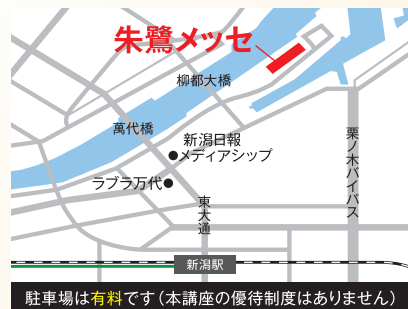 朱鷺メッセ
柳都大橋
萬代橋
新潟日報
●メディアシップ
ラブラ万代●
栗ノ木バイパス
東大通
新潟駅
駐車場は有料です(本講座の優待制度はありません)